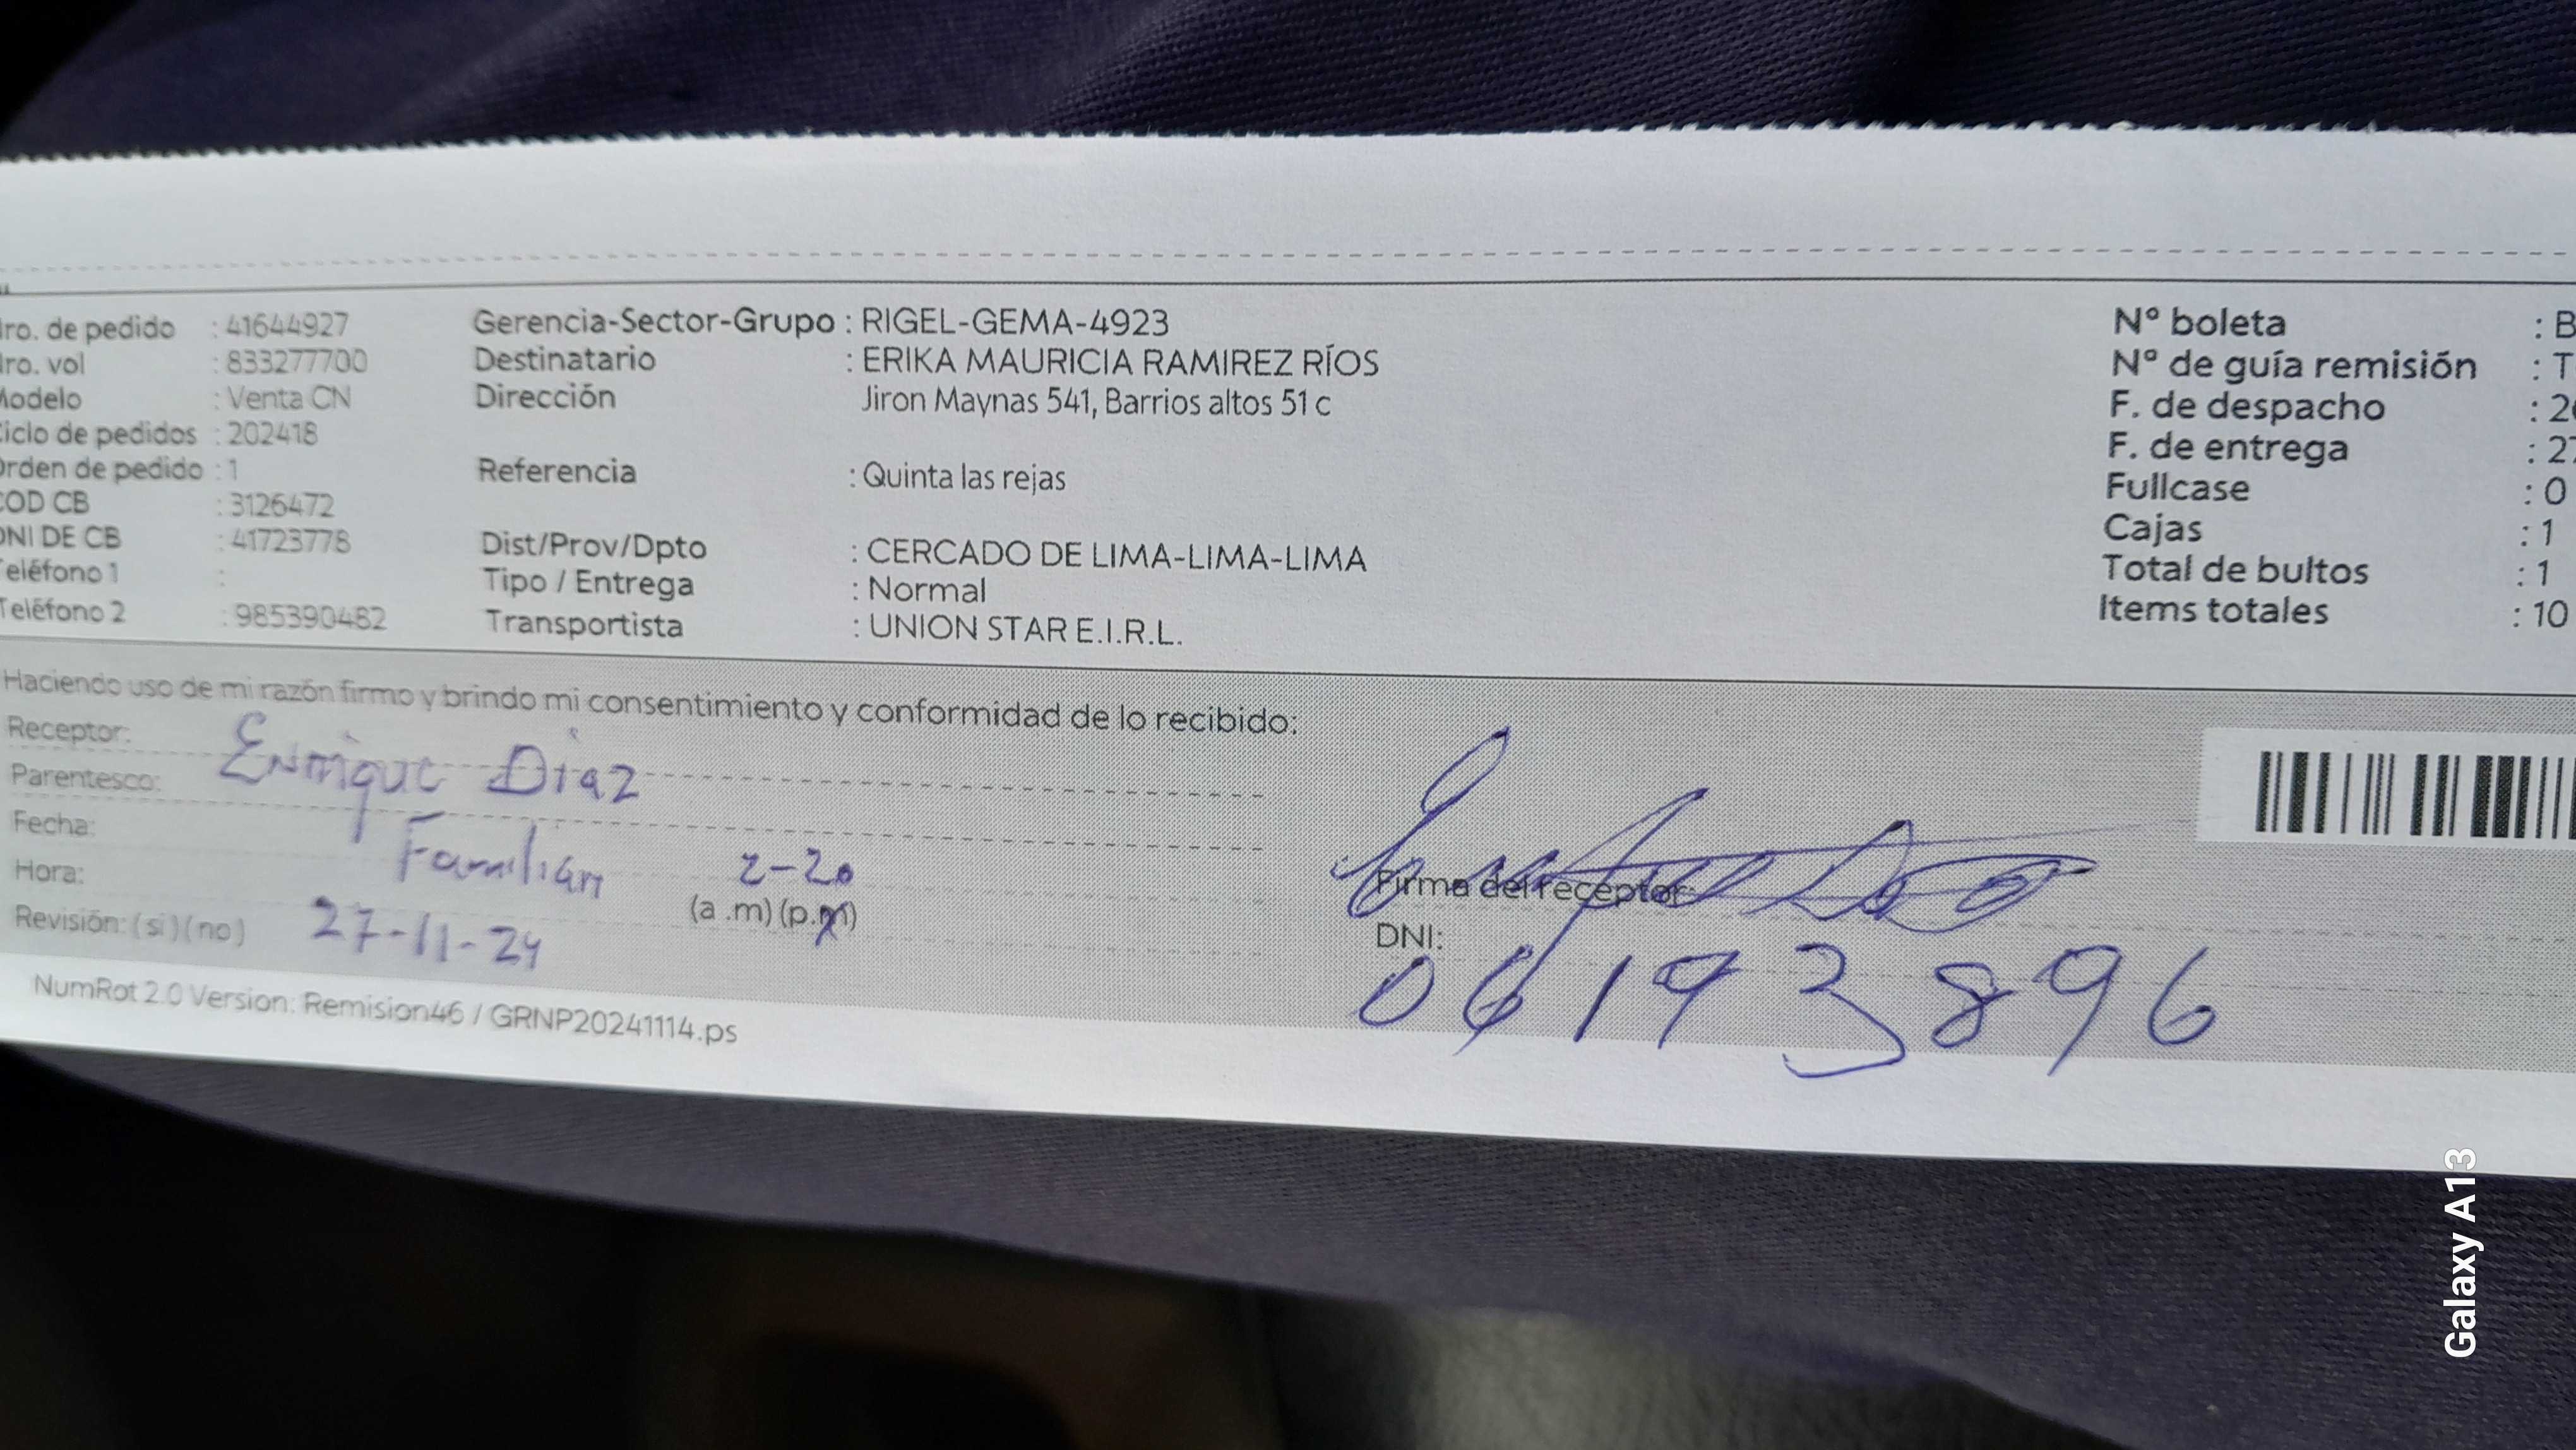 ro. de pedido : 41644927
ro. vol : 833277700
Modelo : Venta CN
Ciclo de pedidos : 202418
Orden de pedido : 1
COD CB : 3126472
DNI DE CB : 41723778
Teléfono 1 :
Teléfono 2 : 985390482
Gerencia-Sector-Grupo : RIGEL-GEMA-4923
Destinatario : ERIKA MAURICIA RAMIREZ RÍOS
Dirección Jiron Maynas 541, Barrios altos 51 c
Referencia : Quinta las rejas
Dist/Prov/Dpto : CERCADO DE LIMA-LIMA-LIMA
Tipo / Entrega : Normal
Transportista : UNION STAR E.I.R.L.
Nº boleta : B
Nº de guía remisión : T
F. de despacho : 2
F. de entrega : 27
Fullcase : 0
Cajas : 1
Total de bultos : 1
Items totales : 10
Haciendo uso de mi razón firmo y brindo mi consentimiento y conformidad de lo recibido:
Receptor: Enrique Diaz
Parentesco:
Fecha: Familiar
Hora: 2-20
(a .m) (p.m)
Revisión: (si) (no) 27-11-24
Firma del receptor:
DNI:
06193896
NumRot 2.0 Version: Remision46 / GRNP20241114.ps
Galaxy A13